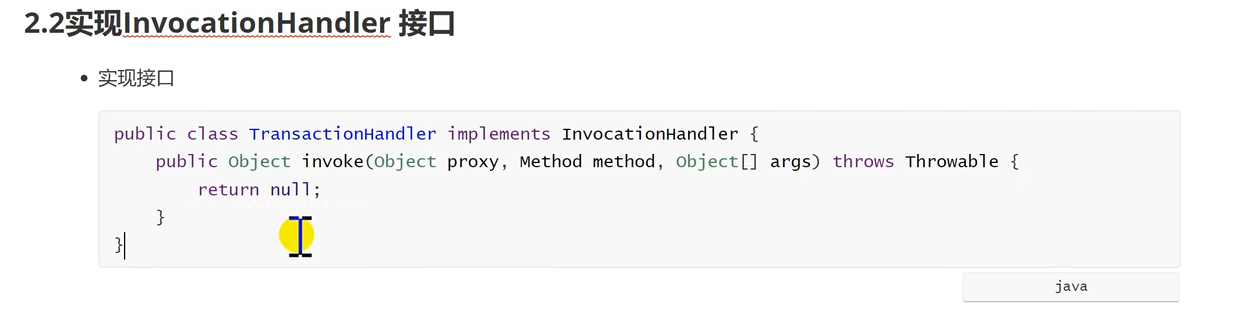 2.2实现InvocationHandler 接口
实现接口
public class TransactionHandler implements InvocationHandler {
    public Object invoke(Object proxy, Method method, Object[] args) throws Throwable {
        return null;
    }
}
java